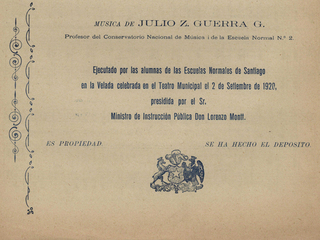 MUSICA DE JULIO Z. GUERRA G.
Profesor del Conservatorio Nacional de Música i de la Escuela Normal N.º 2.
Ejecutado por las alumnas de las Escuelas Normales de Santiago
en la Velada celebrada en el Teatro Municipal el 2 de Setiembre de 1920,
presidida por el Sr.
Ministro de Instrucción Pública Don Lorenzo Montt.
ES PROPIEDAD.
SE HA HECHO EL DEPOSITO.